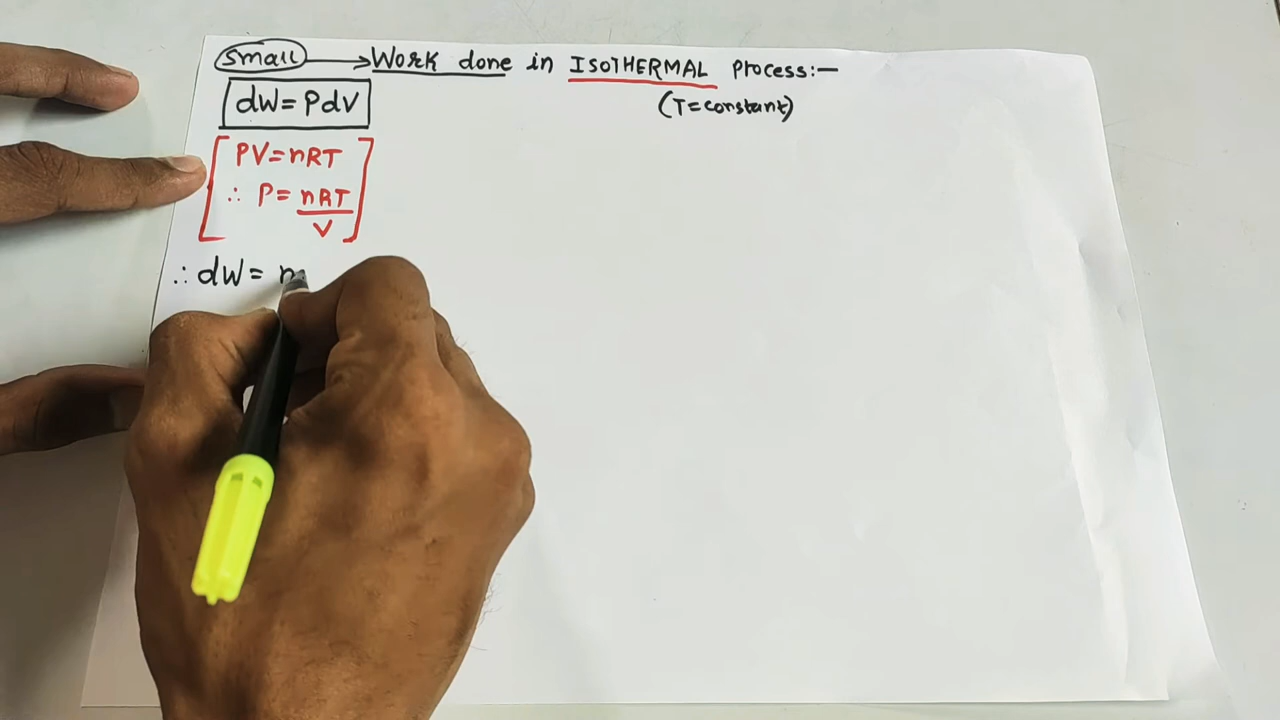 small → Work done in ISOTHERMAL Process:—
(T=constant)
dW=PdV
PV=nRT
∴ P= nRT/V
∴ dW= n